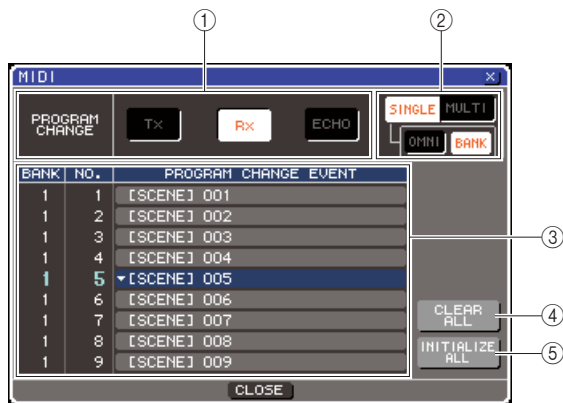 ① ②
MIDI ×
PROGRAM CHANGE Tx Rx ECHO SINGLE MULTI
OMNI BANK
BANK NO. PROGRAM CHANGE EVENT
1 1 [SCENE] 001
1 2 [SCENE] 002
1 3 [SCENE] 003 ③
1 4 [SCENE] 004
1 5 [SCENE] 005
1 6 [SCENE] 006
1 7 [SCENE] 007 CLEAR ALL ④
1 8 [SCENE] 008
1 9 [SCENE] 009 INITIALIZE ALL ⑤
CLOSE